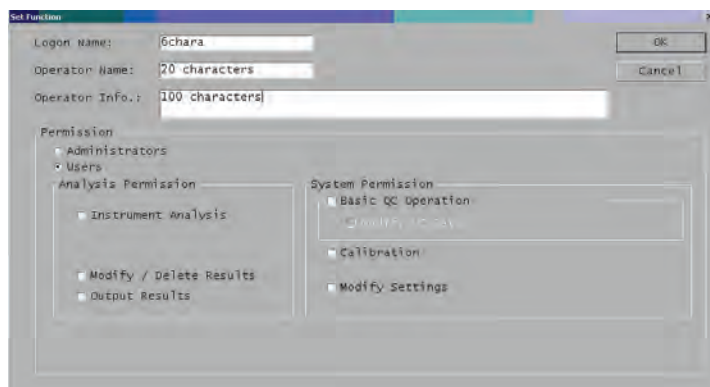 Set Function
Logon Name: 6chara
OK
Operator Name: 20 characters
Cancel
Operator Info.: 100 characters
Permission
Administrators
Users
Analysis Permission
System Permission
Basic QC Operation
Instrument Analysis
Calibration
Modify / Delete Results
Modify Settings
Output Results